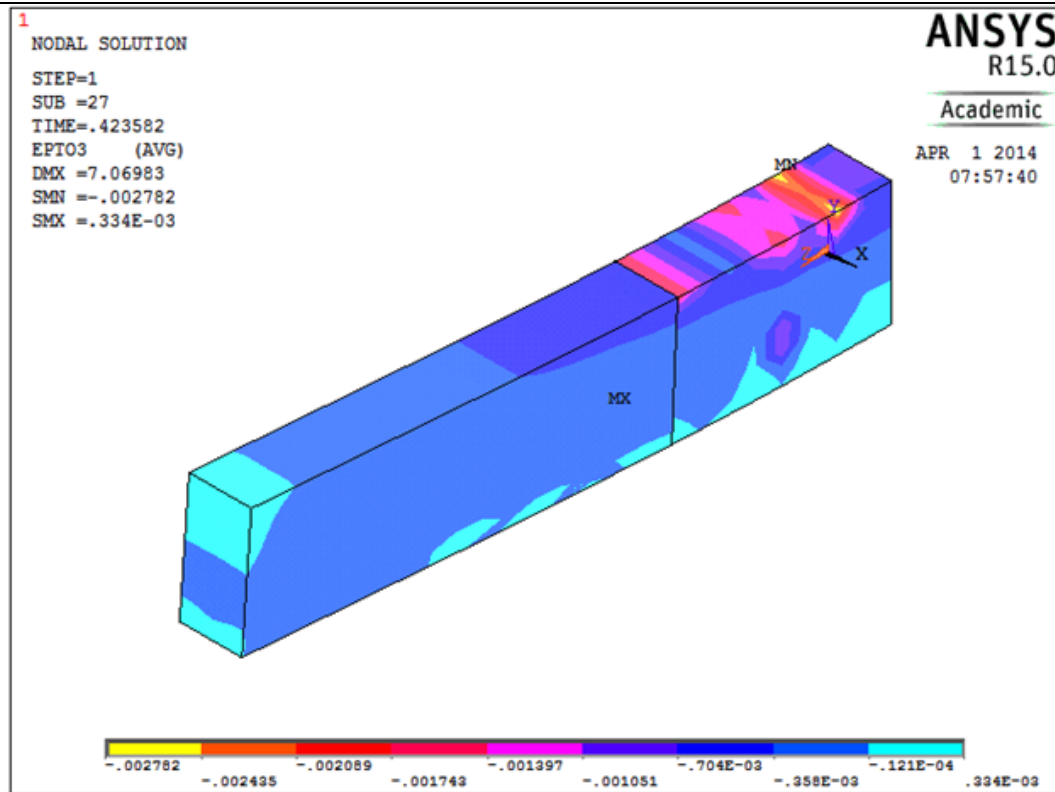 1
NODAL SOLUTION
STEP=1
SUB =27
TIME=.423582
EPTO3 (AVG)
DMX =7.06983
SMN =-.002782
SMX =.334E-03
ANSYS
R15.0
Academic
APR 1 2014
07:57:40
MN
Y
Z X
MX
-.002782 -.002089 -.001397 -.704E-03 -.121E-04
-.002435 -.001743 -.001051 -.358E-03 .334E-03